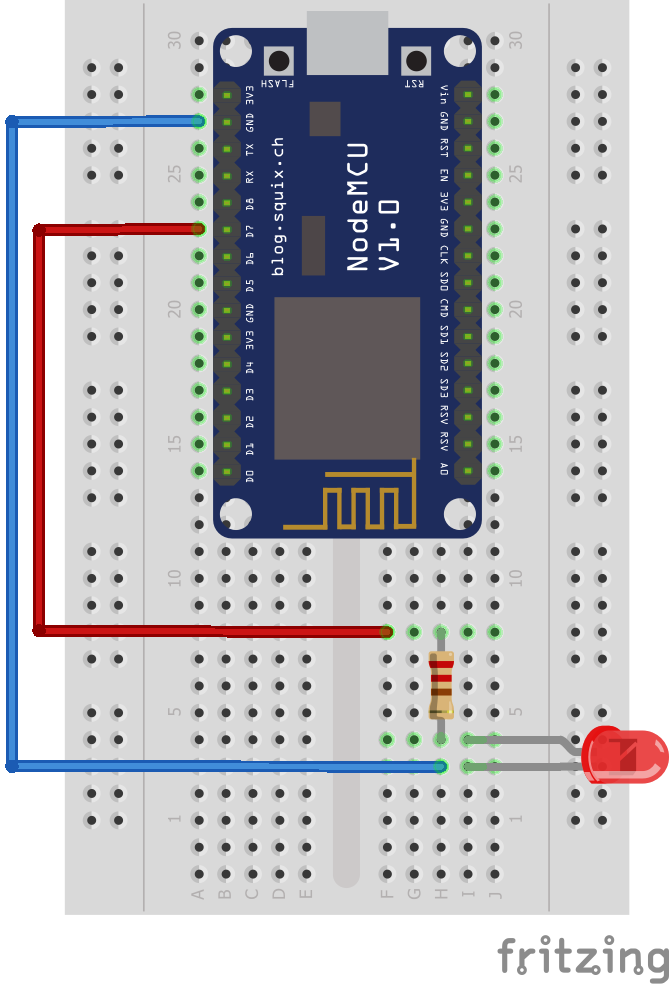 30
30
FLASH
RST
3V3
GND
TX
RX
D8
D7
D6
D5
GND
3V3
D4
D3
D2
D1
D0
blog.squix.ch
NodeMCU
V1.0
Vin
GND
RST
EN
3V3
GND
CLK
SD0
CMD
SD1
SD2
SD3
RSV
RSV
A0
25
25
20
20
15
15
10
10
5
5
1
1
A B C D E F G H I J
fritzing